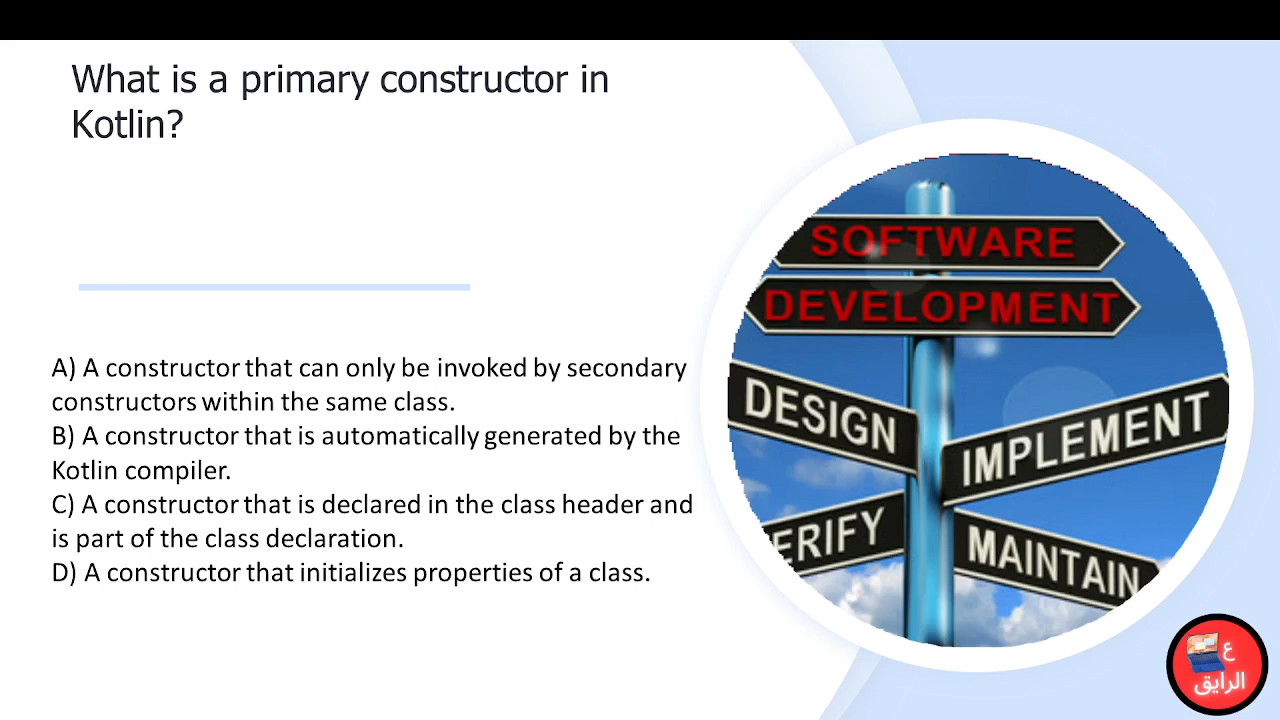 What is a primary constructor in
Kotlin?
A) A constructor that can only be invoked by secondary
constructors within the same class.
B) A constructor that is automatically generated by the
Kotlin compiler.
C) A constructor that is declared in the class header and
is part of the class declaration.
D) A constructor that initializes properties of a class.
SOFTWARE
DEVELOPMENT
DESIGN
IMPLEMENT
ERIFY
MAINTAIN
ع
الرايق